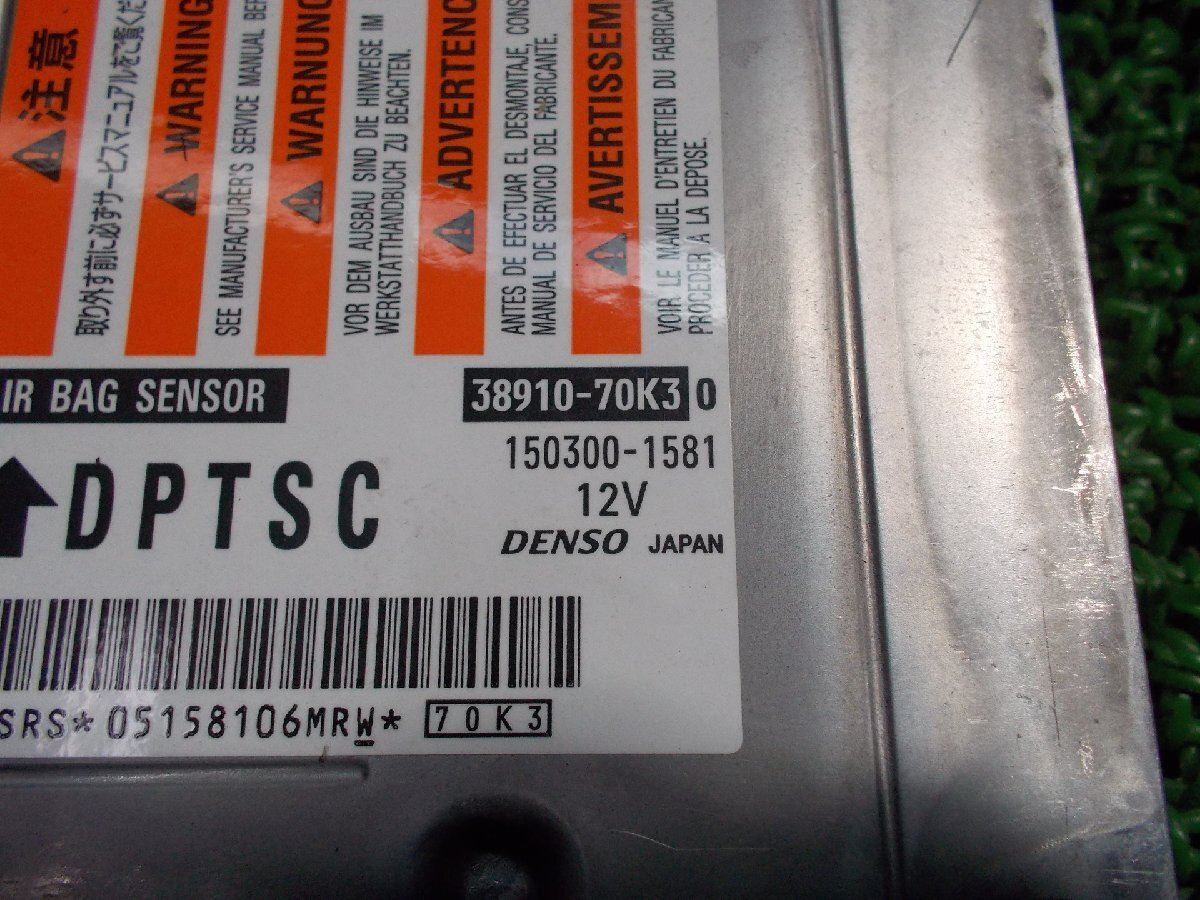 注意
取り外す前に必ずサービスマニュアルをご覧くだ
WARNING
SEE MANUFACTURER'S SERVICE MANUAL BEF
WARNUNG
VOR DEM AUSBAU SIND DIE HINWEISE IM
WERKSTATTHANDBUCH ZU BEACHTEN.
ADVERTENC
ANTES DE EFECTUAR EL DESMONTAJE, CONS
MANUAL DE SERVICIO DEL FABRICANTE.
AVERTISSEM
VOIR LE MANUEL D'ENTRETIEN DU FABRICAN
PROCEDER A LA DEPOSE.
IR BAG SENSOR
38910-70K30
150300-1581
12V
DPTSC
DENSO JAPAN
SRS*05158106MRW* 70K3